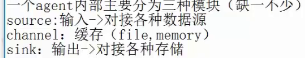 一个agent内部主要分为三种模块（缺一不少）
source:输入->对接各种数据源
channel: 缓存（file,memory）
sink: 输出->对接各种存储